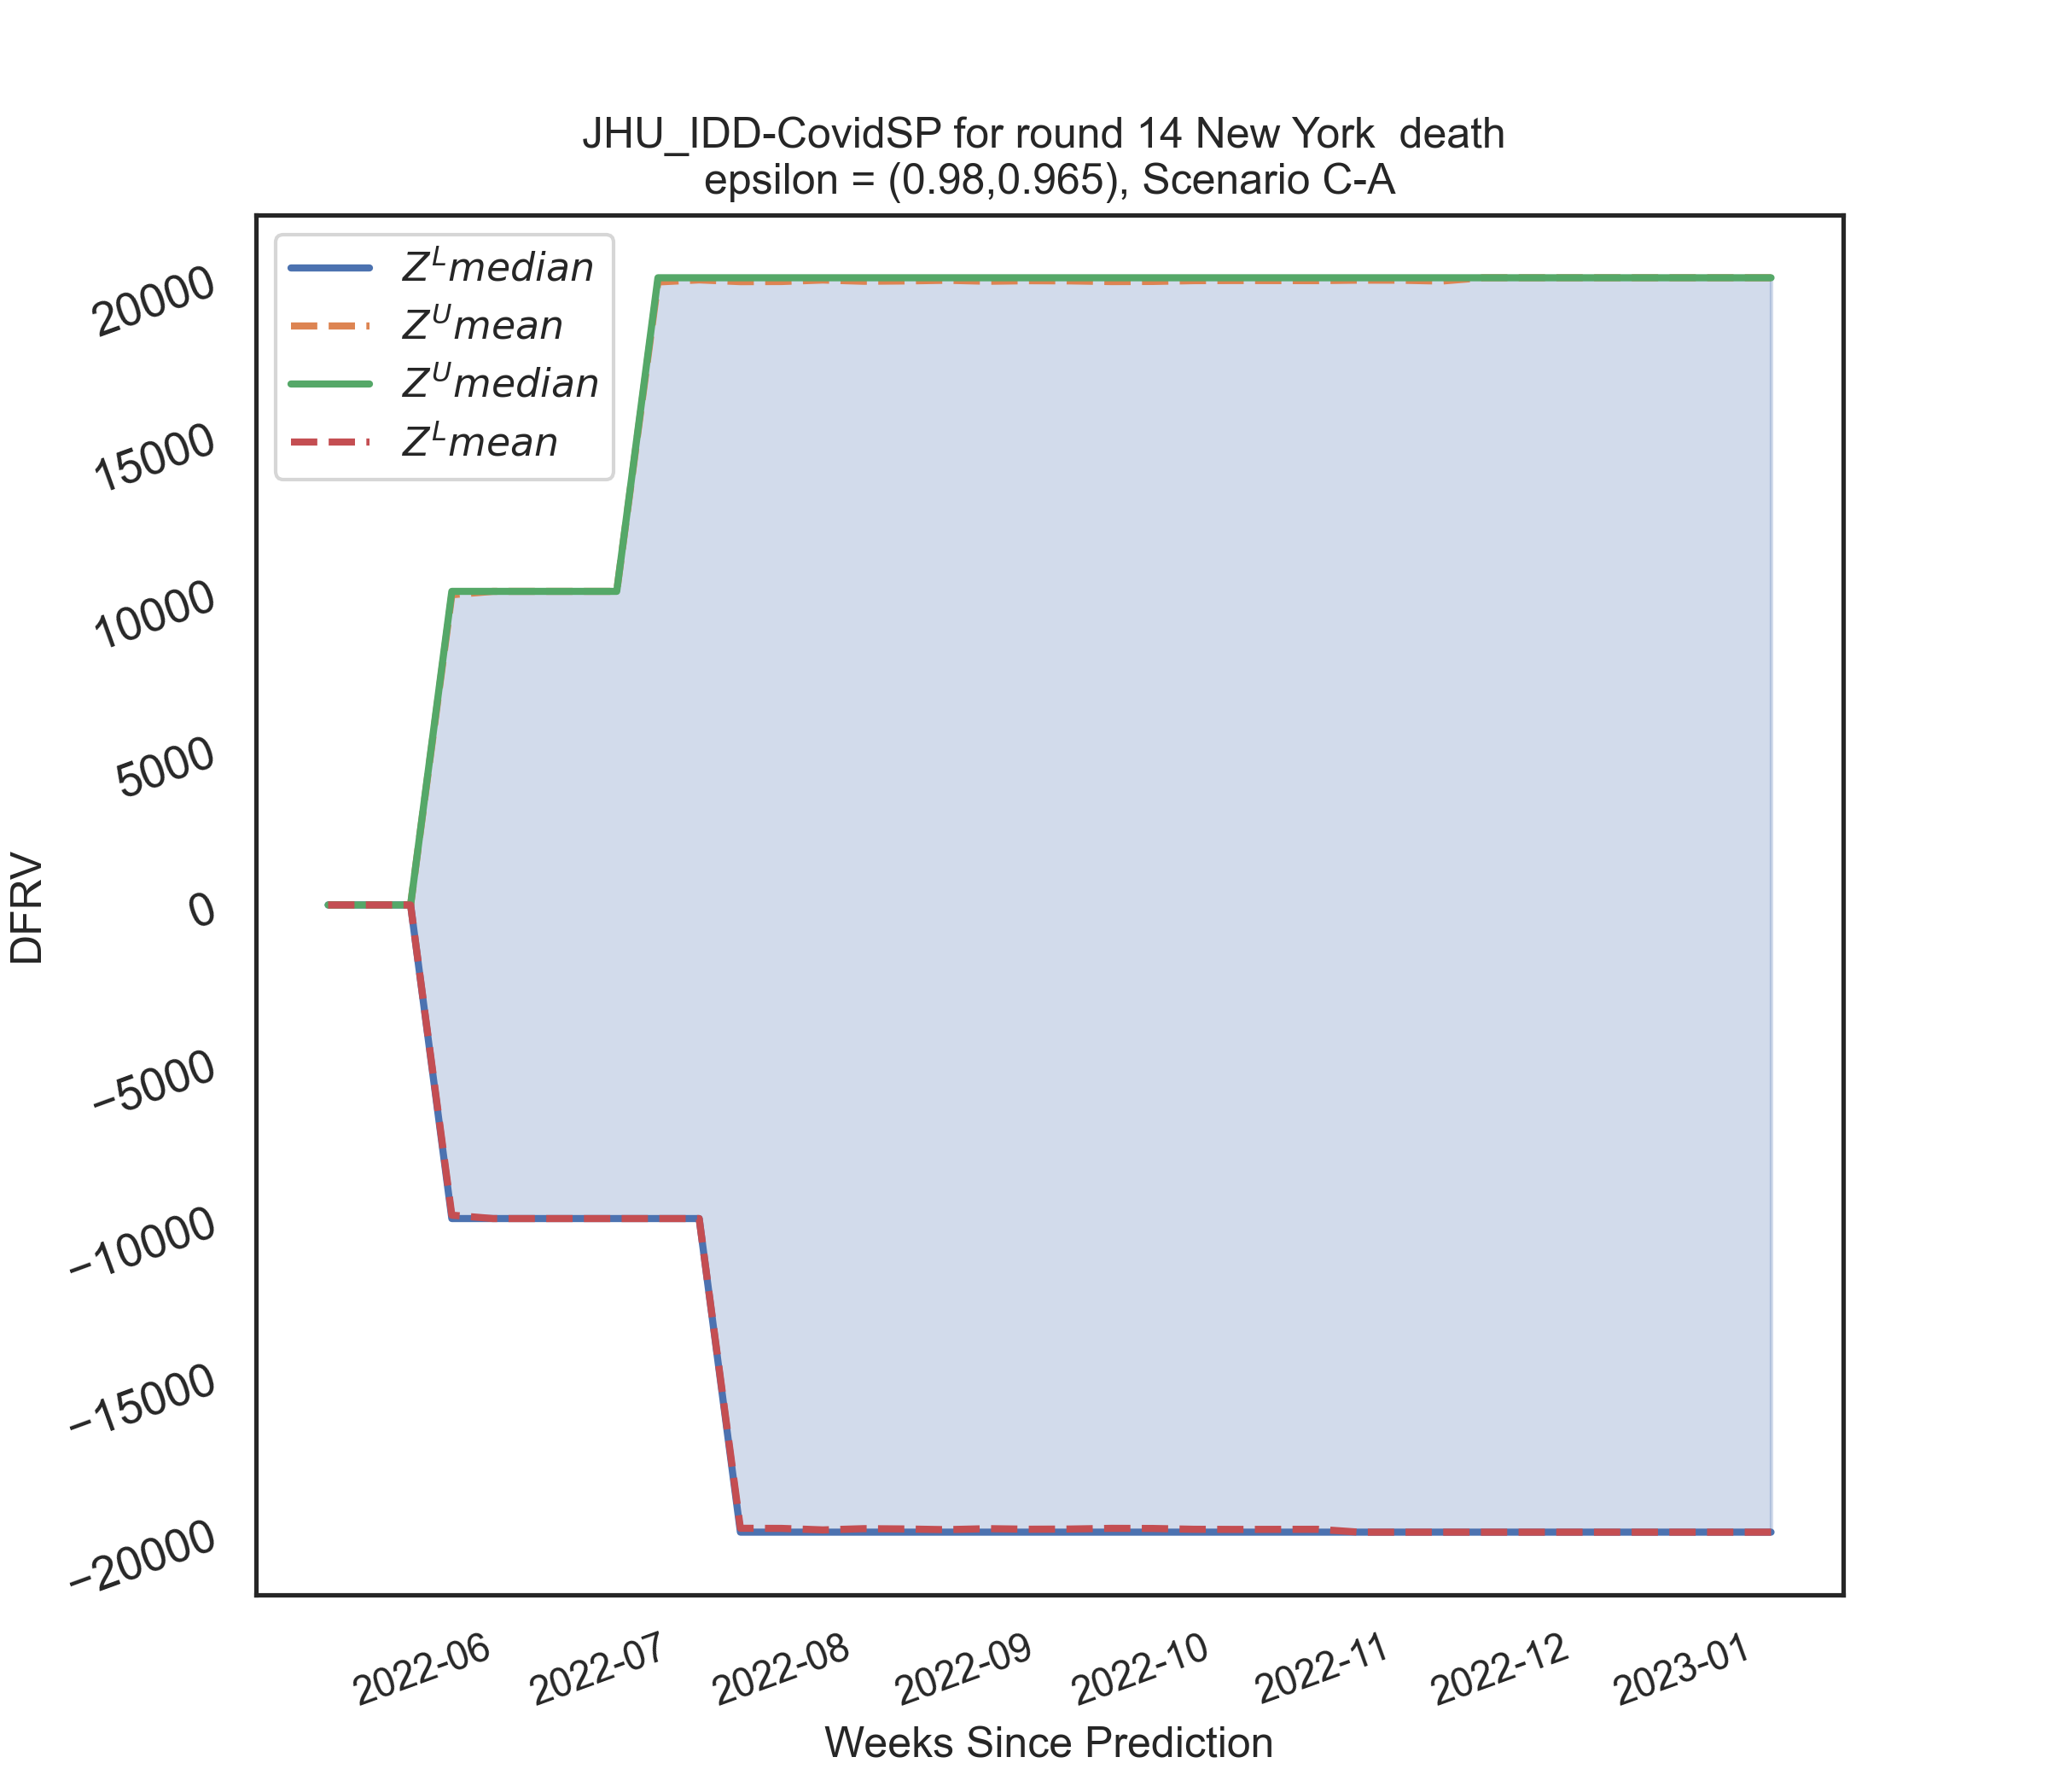 JHU_IDD-CovidSP for round 14 New York  death
epsilon = (0.98,0.965), Scenario C-A
Z^L median
Z^U mean
Z^U median
Z^L mean
20000
15000
10000
5000
0
−5000
−10000
−15000
−20000
DFRV
2022-06
2022-07
2022-08
2022-09
2022-10
2022-11
2022-12
2023-01
Weeks Since Prediction